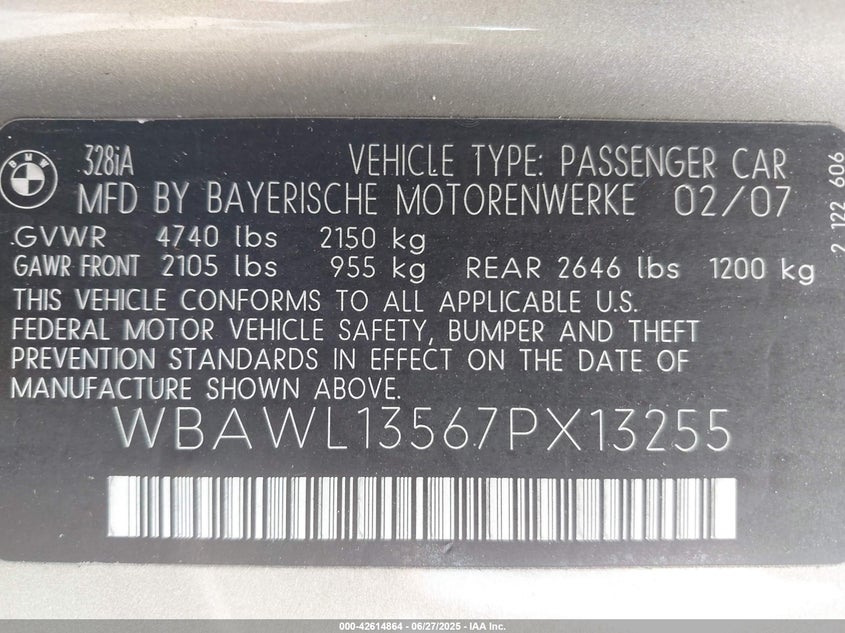 BMW
328iA
VEHICLE TYPE: PASSENGER CAR
MFD BY BAYERISCHE MOTORENWERKE 02/07
GVWR 4740 lbs 2150 kg
GAWR FRONT 2105 lbs 955 kg REAR 2646 lbs 1200 kg
THIS VEHICLE CONFORMS TO ALL APPLICABLE U.S.
FEDERAL MOTOR VEHICLE SAFETY, BUMPER AND THEFT
PREVENTION STANDARDS IN EFFECT ON THE DATE OF
MANUFACTURE SHOWN ABOVE.
WBAWL13567PX13255
2 122 606
000-42614864 - 06/27/2025 - IAA Inc.